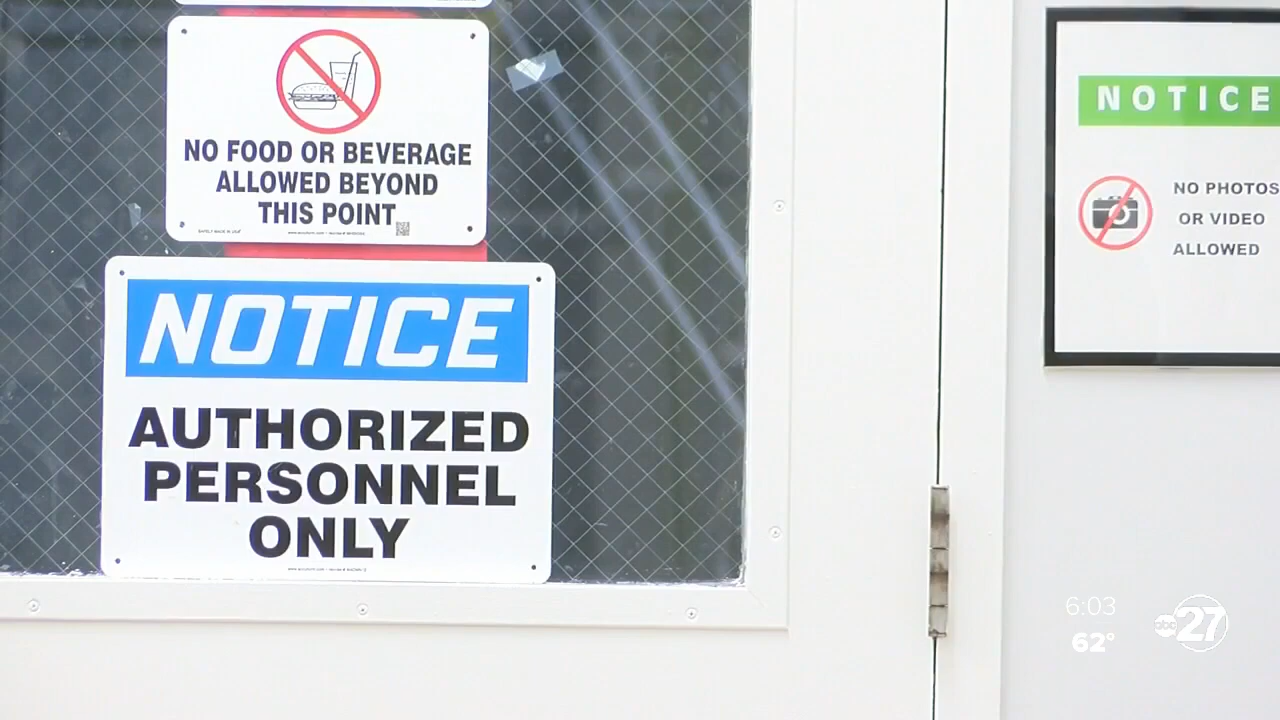 NO FOOD OR BEVERAGE
ALLOWED BEYOND
THIS POINT
NOTICE
AUTHORIZED
PERSONNEL
ONLY
NOTICE
NO PHOTOS
OR VIDEO
ALLOWED
6:03
62°
abc 27